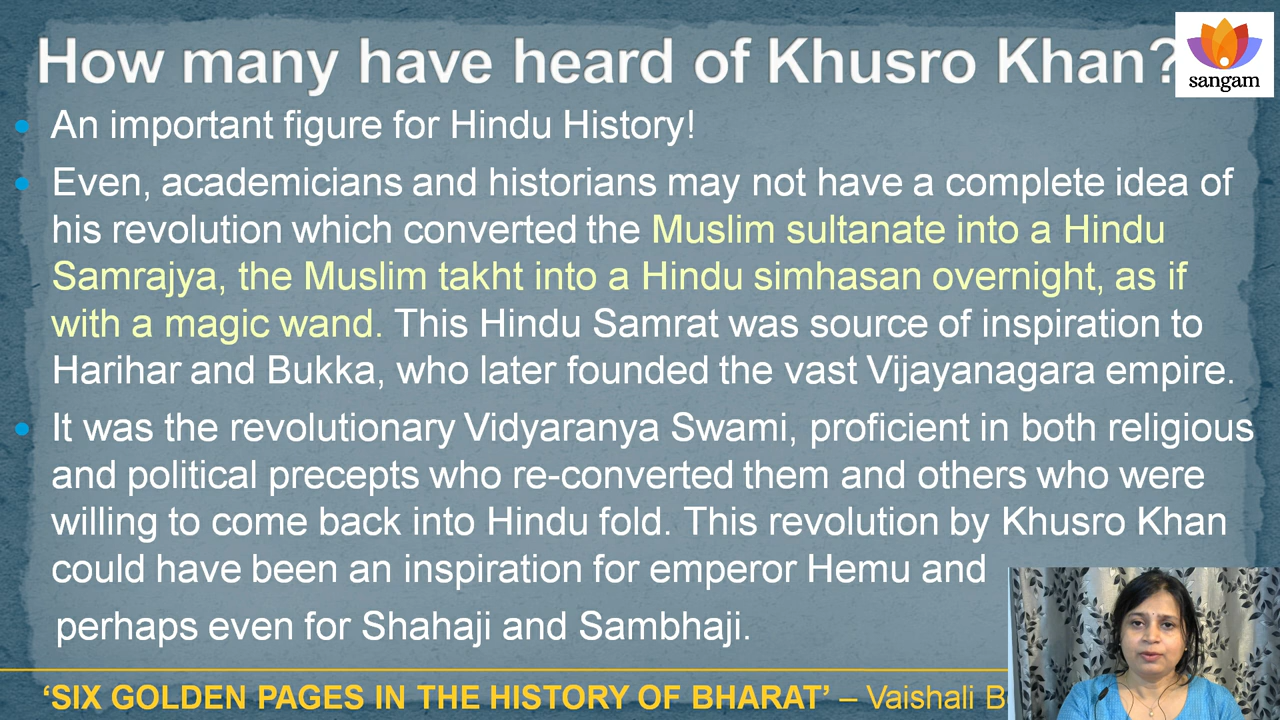 How many have heard of Khusro Khan?
sangam
• An important figure for Hindu History!
• Even, academicians and historians may not have a complete idea of
his revolution which converted the Muslim sultanate into a Hindu
Samrajya, the Muslim takht into a Hindu simhasan overnight, as if
with a magic wand. This Hindu Samrat was source of inspiration to
Harihar and Bukka, who later founded the vast Vijayanagara empire.
• It was the revolutionary Vidyaranya Swami, proficient in both religious
and political precepts who re-converted them and others who were
willing to come back into Hindu fold. This revolution by Khusro Khan
could have been an inspiration for emperor Hemu and
perhaps even for Shahaji and Sambhaji.
‘SIX GOLDEN PAGES IN THE HISTORY OF BHARAT’ – Vaishali